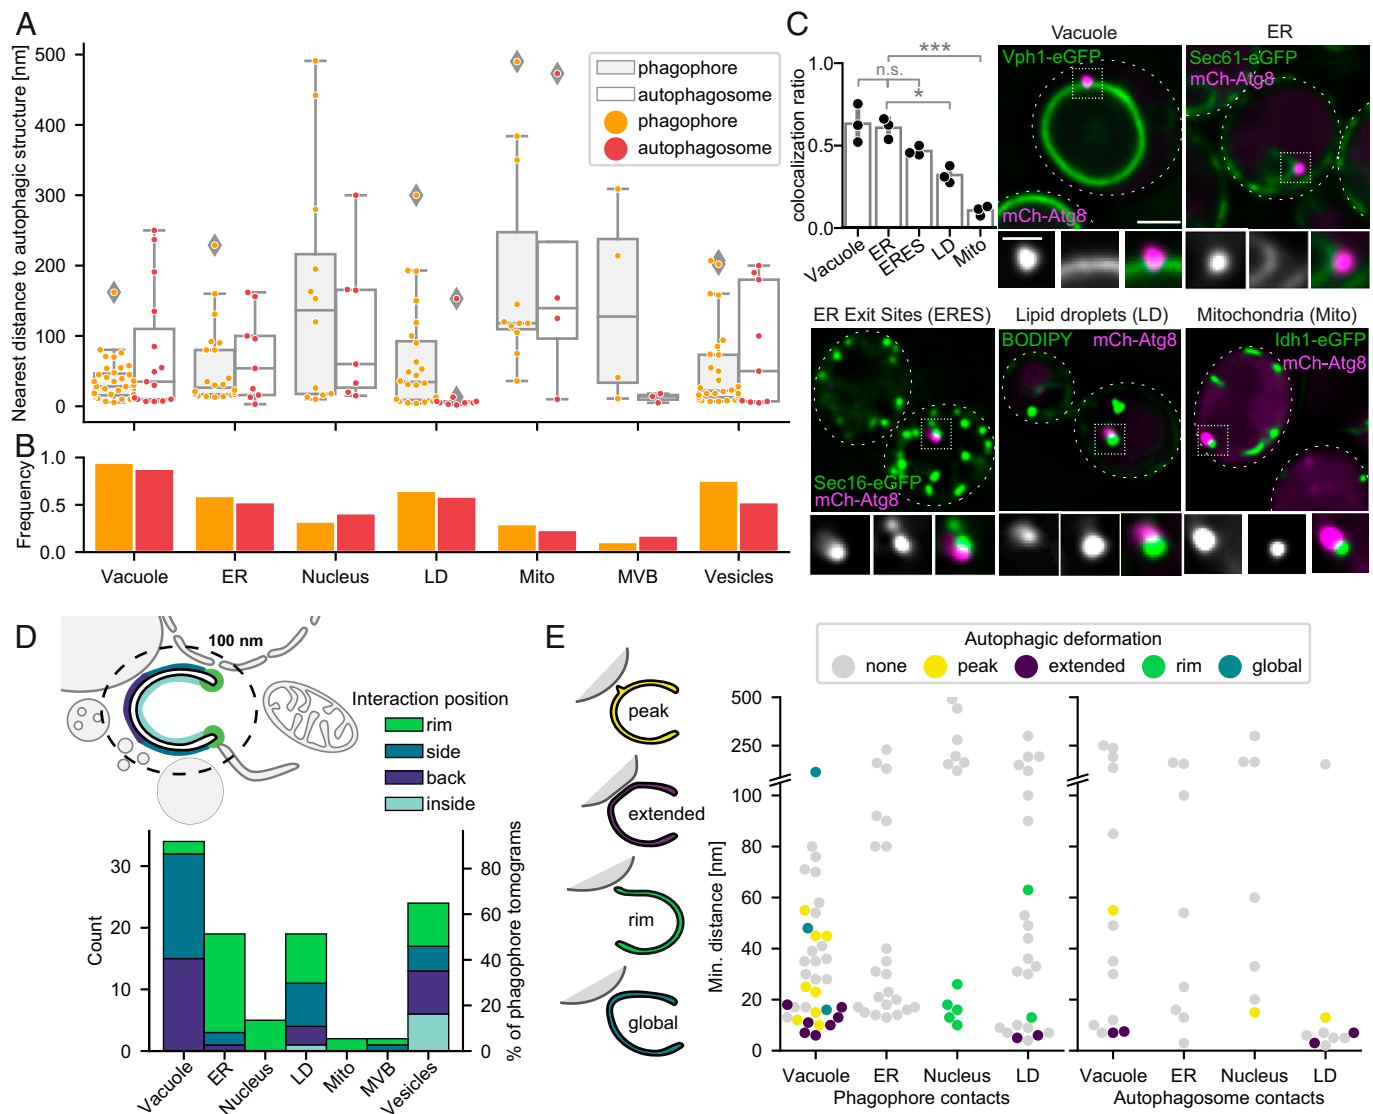 A
Nearest distance to autophagic structure [nm]
500
400
300
200
100
0
phagophore
autophagosome
phagophore
autophagosome
B
Frequency
1.0
0.5
0.0
Vacuole
ER
Nucleus
LD
Mito
MVB
Vesicles
C
colocalization ratio
1.0
0.5
0.0
***
n.s.
*
Vacuole
ER
ERES
LD
Mito
Vacuole
Vph1-eGFP
mCh-Atg8
ER
Sec61-eGFP
mCh-Atg8
ER Exit Sites (ERES)
Sec16-eGFP
mCh-Atg8
Lipid droplets (LD)
BODIPY
mCh-Atg8
Mitochondria (Mito)
Idh1-eGFP
mCh-Atg8
D
100 nm
Interaction position
rim
side
back
inside
Count
30
20
10
0
80
60
40
20
0
% of phagophore tomograms
Vacuole
ER
Nucleus
LD
Mito
MVB
Vesicles
E
peak
extended
rim
global
Autophagic deformation
none
peak
extended
rim
global
Min. distance [nm]
500
250
100
80
60
40
20
0
Vacuole
ER
Nucleus
LD
Phagophore contacts
Vacuole
ER
Nucleus
LD
Autophagosome contacts